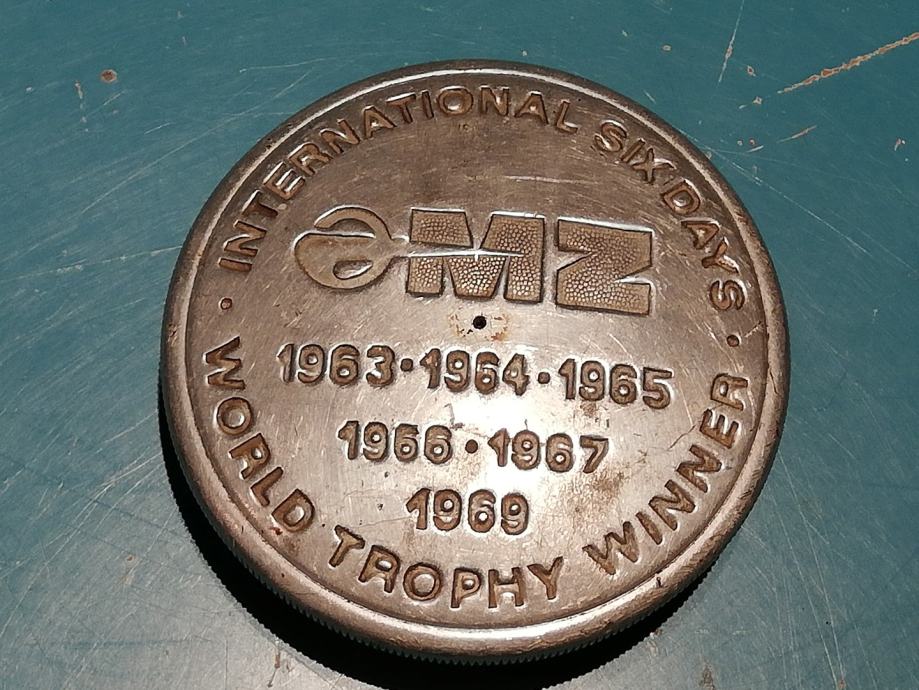 INTERNATIONAL SIX DAYS
MZ
1963 · 1964 · 1965
1966 · 1967
1969
· WORLD TROPHY WINNER ·